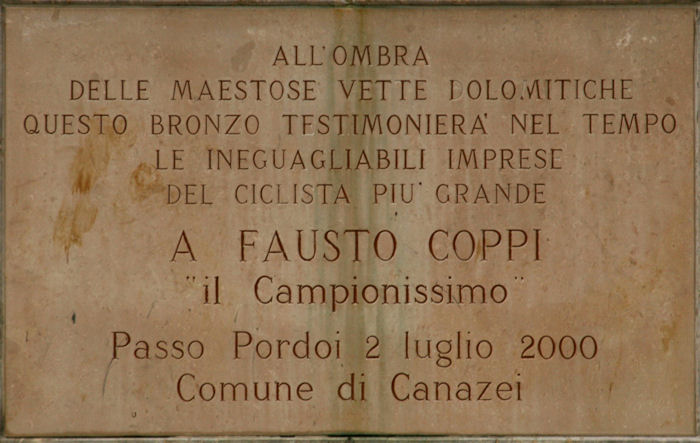 ALL'OMBRA
DELLE MAESTOSE VETTE DOLOMITICHE
QUESTO BRONZO TESTIMONIERA' NEL TEMPO
LE INEGUAGLIABILI IMPRESE
DEL CICLISTA PIU' GRANDE
A FAUSTO COPPI
"il Campionissimo"
Passo Pordoi 2 luglio 2000
Comune di Canazei